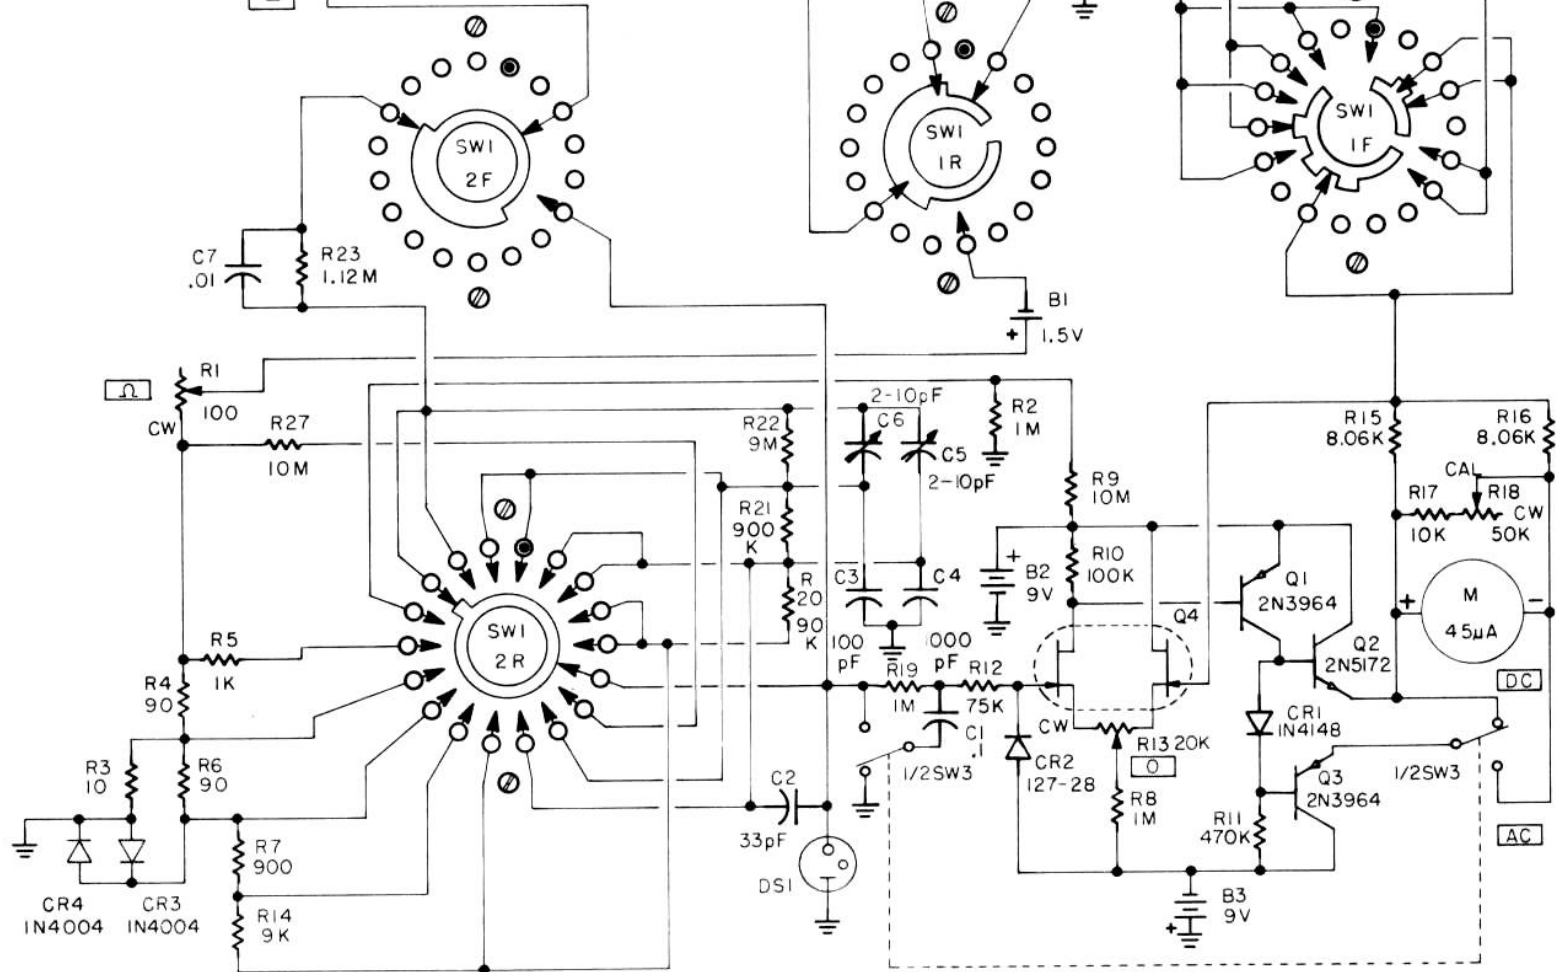 SW1
2F
SW1
1R
SW1
1F
C7
.01
R23
1.12M
B1
+
1.5V
Ω
R1
100
CW
R27
10M
R22
9M
2-10pF
C6
C5
2-10pF
R2
1M
R15
8.06K
R16
8.06K
CAL
R17
10K
R18
CW
50K
R9
10M
R21
900
K
R10
100K
+
B2
9V
C3
C4
R
20
90
K
100
pF
1000
pF
Q1
2N3964
Q4
+
M
-
45µA
SW1
2R
R5
1K
R4
90
R19
1M
R12
75K
Q2
2N5172
DC
C1
.1
CW
R13 20K
O
CR1
1N4148
1/2SW3
CR2
127-28
Q3
2N3964
1/2SW3
R3
10
R6
90
C2
33pF
R8
1M
R11
470K
AC
R7
900
DS1
CR4
1N4004
CR3
1N4004
R14
9K
B3
9V
+